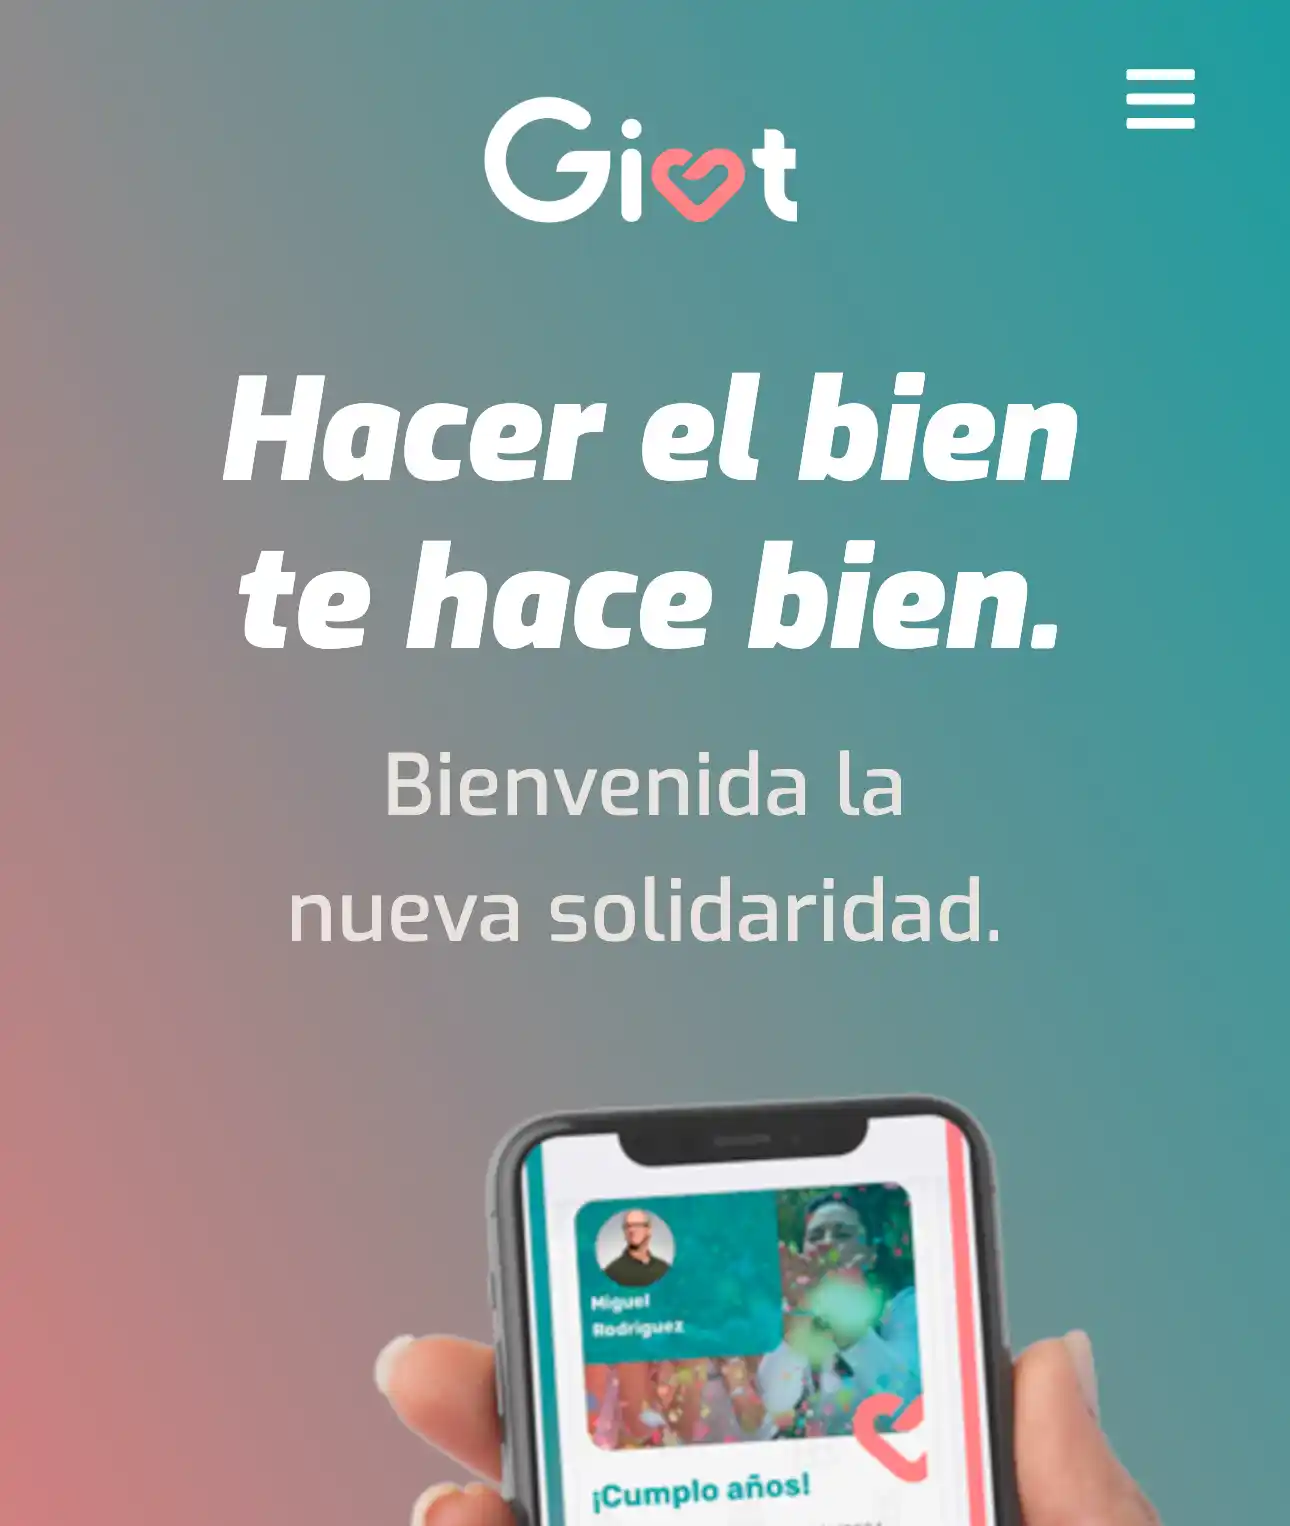 Givt
Hacer el bien
te hace bien.
Bienvenida la
nueva solidaridad.
Miguel
Rodriguez
¡Cumplo años!